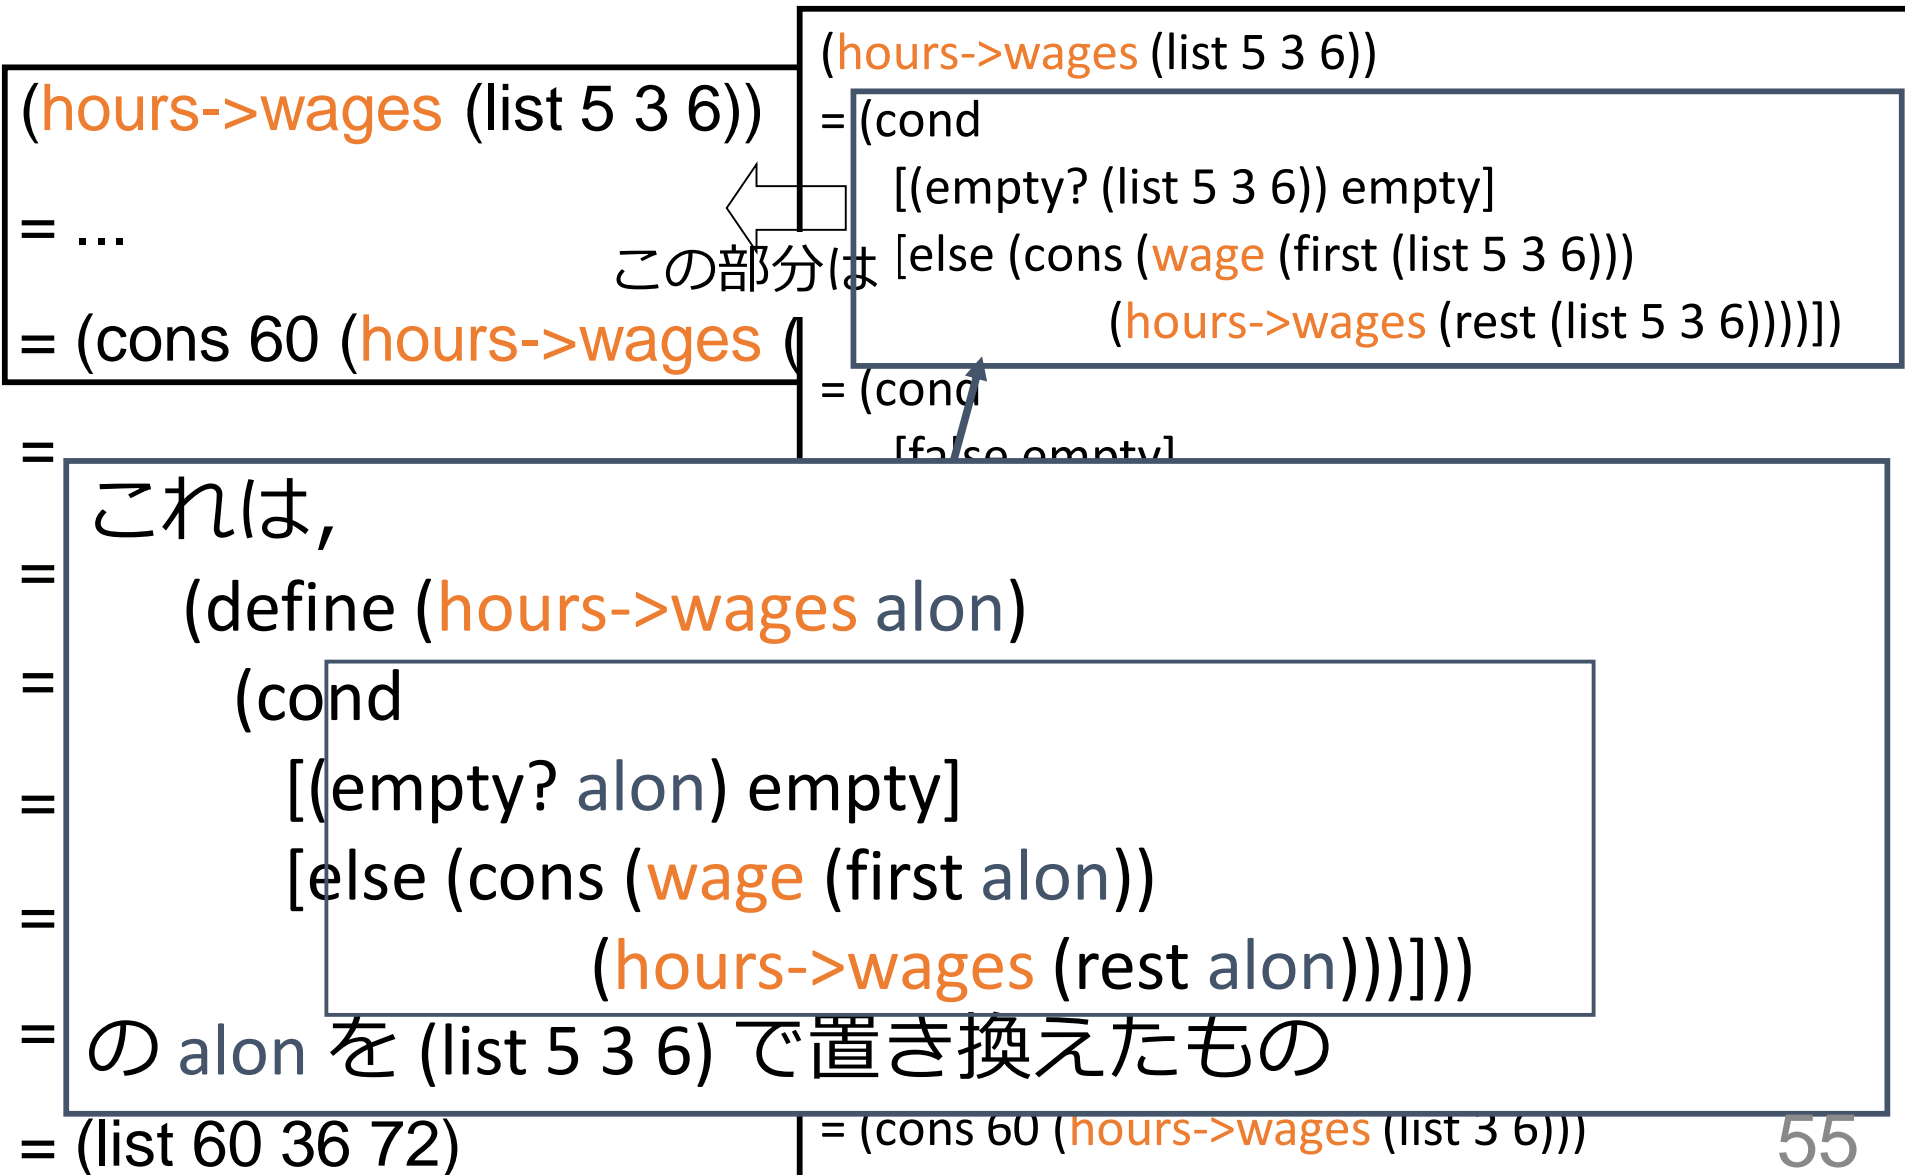 (hours->wages (list 5 3 6))
= ...
= (cons 60 (hours->wages (
=
=
=
=
=
=
= (list 60 36 72)
この部分は
(hours->wages (list 5 3 6))
= (cond
[(empty? (list 5 3 6)) empty]
[else (cons (wage (first (list 5 3 6)))
(hours->wages (rest (list 5 3 6))))])
= (cond
[false empty]
= (cons 60 (hours->wages (list 3 6)))
これは,
(define (hours->wages alon)
(cond
[(empty? alon) empty]
[else (cons (wage (first alon))
(hours->wages (rest alon)))]))
の alon を (list 5 3 6) で置き換えたもの
55